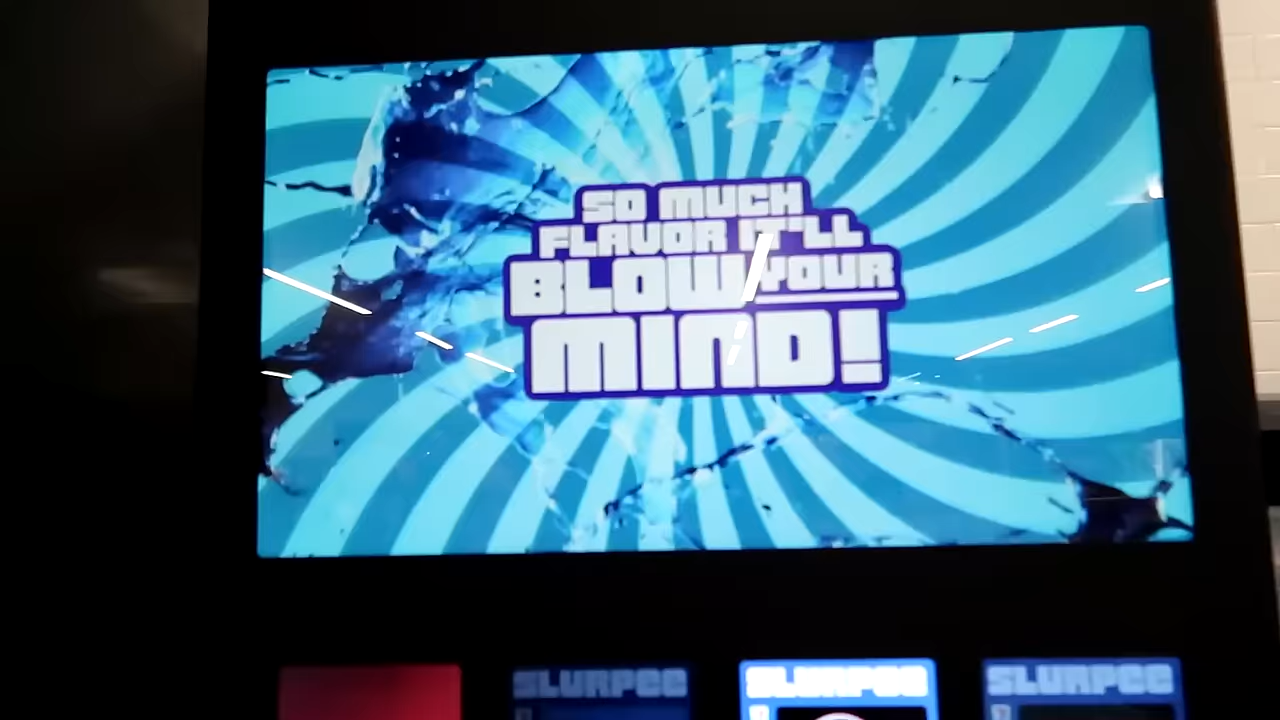 SO MUCH
FLAVOR IT'LL
BLOW YOUR
MIND!
SLURPEE SLURPEE SLURPEE